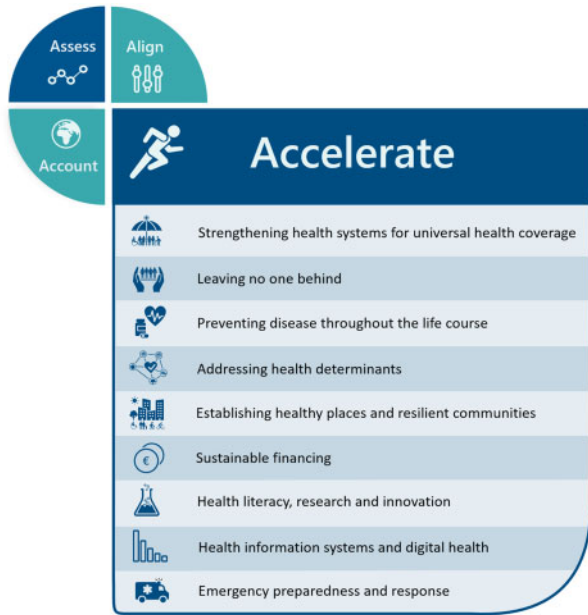 Assess
Align
Account
Accelerate
Strengthening health systems for universal health coverage
Leaving no one behind
Preventing disease throughout the life course
Addressing health determinants
Establishing healthy places and resilient communities
€
Sustainable financing
Health literacy, research and innovation
Health information systems and digital health
Emergency preparedness and response